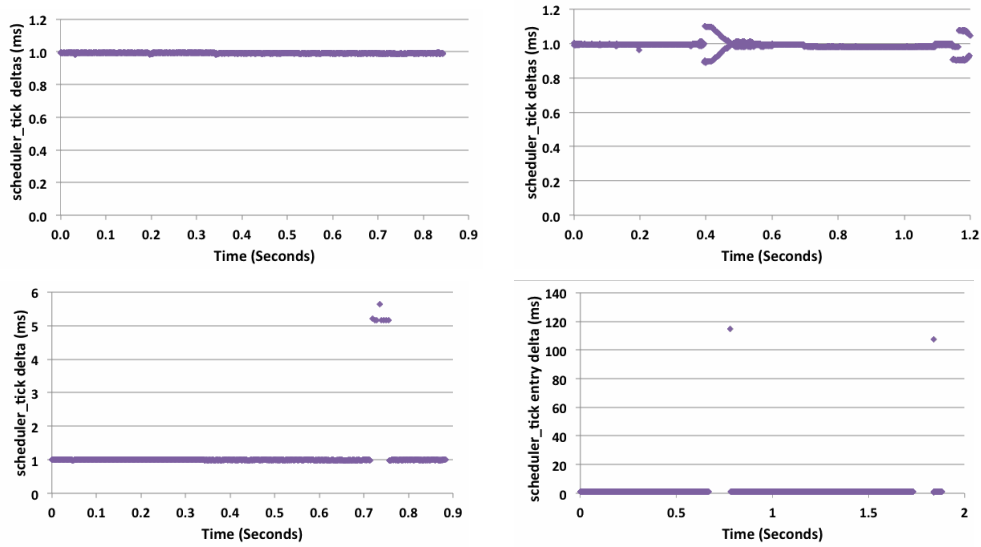 scheduler_tick deltas (ms)
1.2
1.0
0.8
0.6
0.4
0.2
0.0
0.0 0.1 0.2 0.3 0.4 0.5 0.6 0.7 0.8 0.9
Time (Seconds)
scheduler_tick deltas (ms)
1.2
1.0
0.8
0.6
0.4
0.2
0.0
0.0 0.2 0.4 0.6 0.8 1.0 1.2
Time (Seconds)
scheduler_tick delta (ms)
6
5
4
3
2
1
0
0 0.1 0.2 0.3 0.4 0.5 0.6 0.7 0.8 0.9
Time (Seconds)
scheduler_tick entry delta (ms)
140
120
100
80
60
40
20
0
0 0.5 1 1.5 2
Time (Seconds)